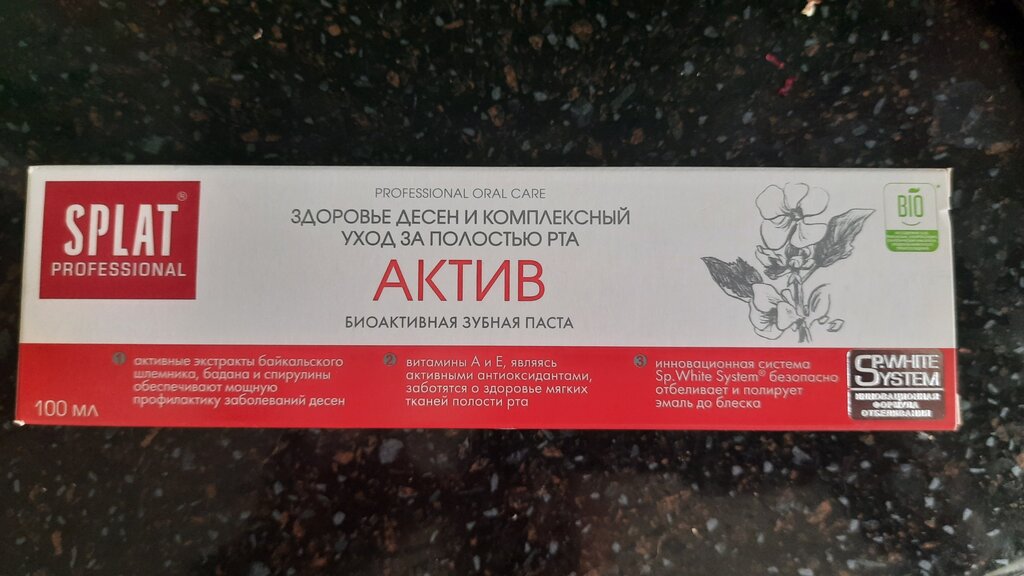 SPLAT®
PROFESSIONAL
PROFESSIONAL ORAL CARE
ЗДОРОВЬЕ ДЕСЕН И КОМПЛЕКСНЫЙ
УХОД ЗА ПОЛОСТЬЮ РТА
АКТИВ
БИОАКТИВНАЯ ЗУБНАЯ ПАСТА
BIO
100 МЛ
1 активные экстракты байкальского
шлемника, бадана и спирулины
обеспечивают мощную
профилактику заболеваний десен
2 витамины А и Е, являясь
активными антиоксидантами,
заботятся о здоровье мягких
тканей полости рта
3 инновационная система
Sp.White System® безопасно
отбеливает и полирует
эмаль до блеска
SP.WHITE
SYSTEM
ИННОВАЦИОННАЯ
ФОРМУЛА
ОТБЕЛИВАНИЯ